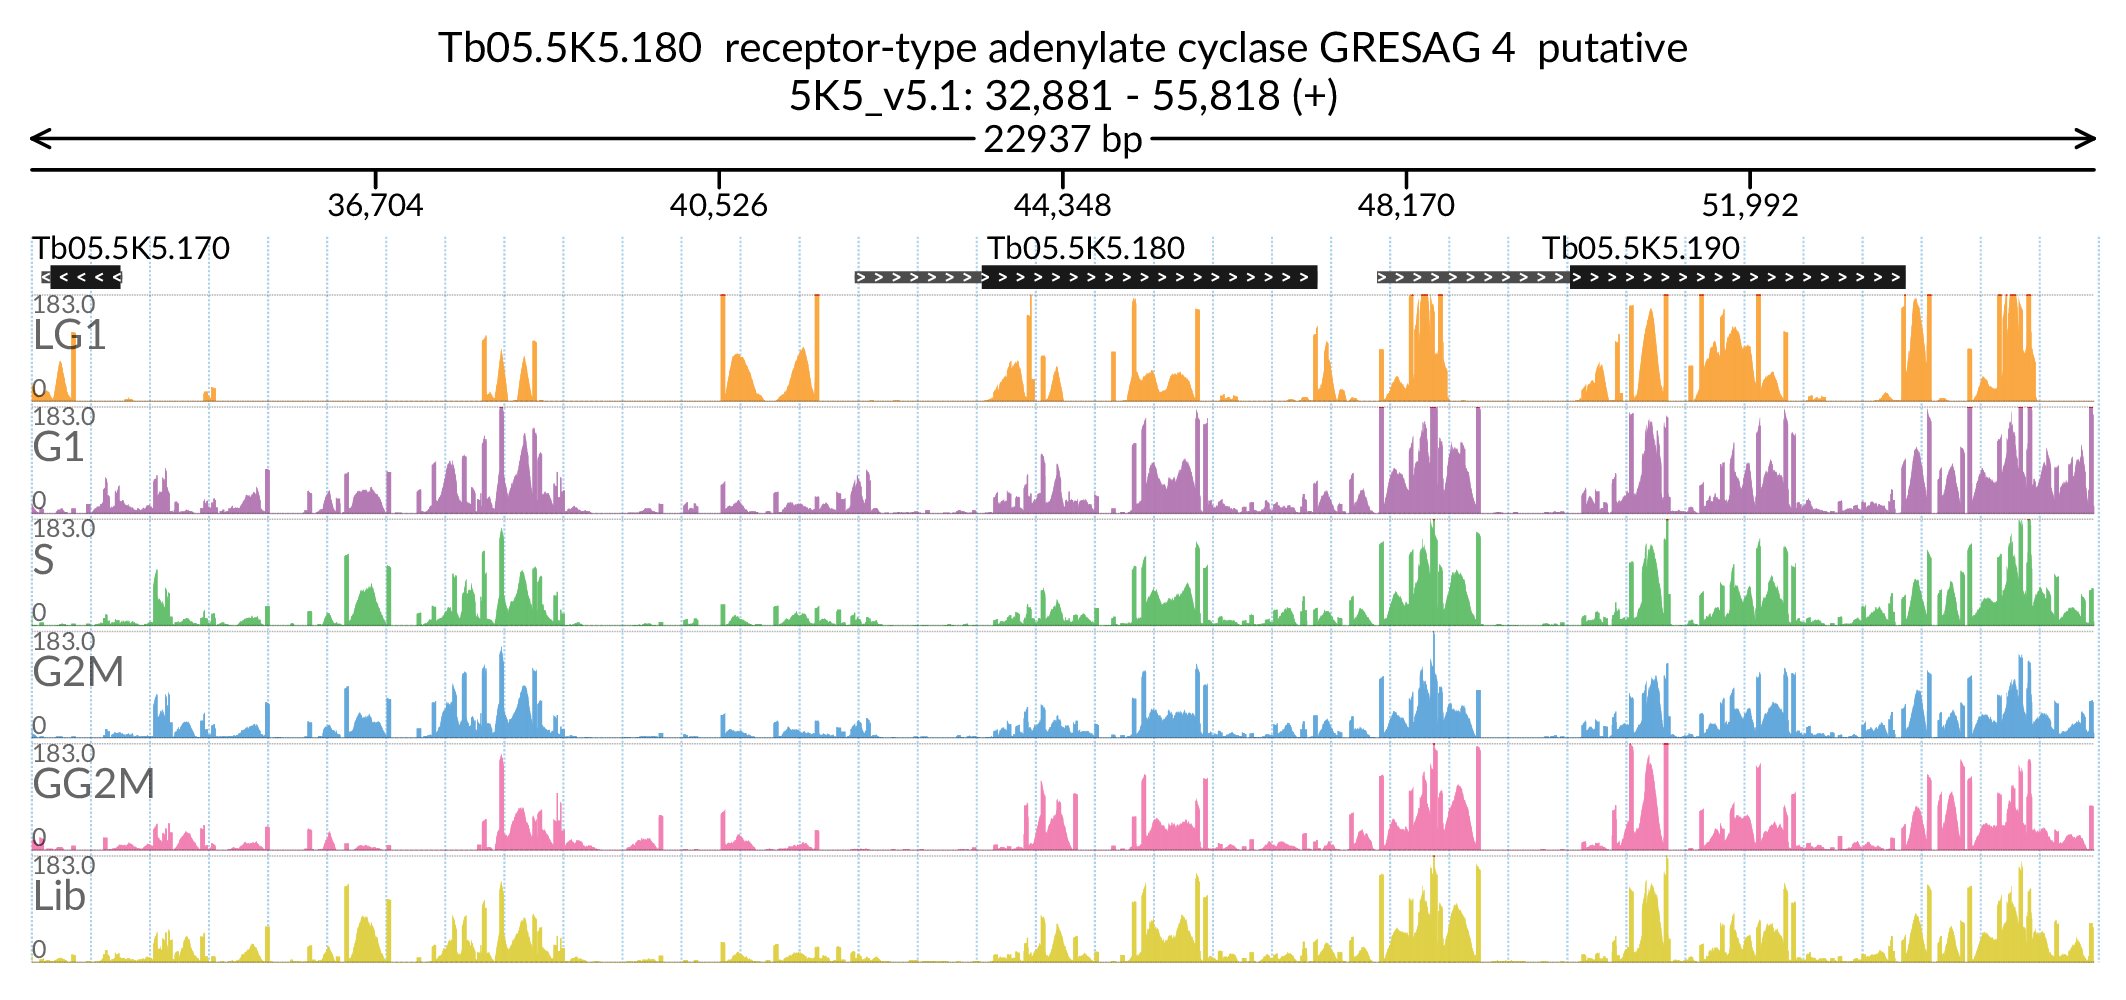 Tb05.5K5.180  receptor-type adenylate cyclase GRESAG 4  putative
5K5_v5.1: 32,881 - 55,818 (+)
22937 bp
36,704 40,526 44,348 48,170 51,992
Tb05.5K5.170 Tb05.5K5.180 Tb05.5K5.190
183.0
LG1
0
183.0
G1
0
183.0
S
0
183.0
G2M
0
183.0
GG2M
0
183.0
Lib
0